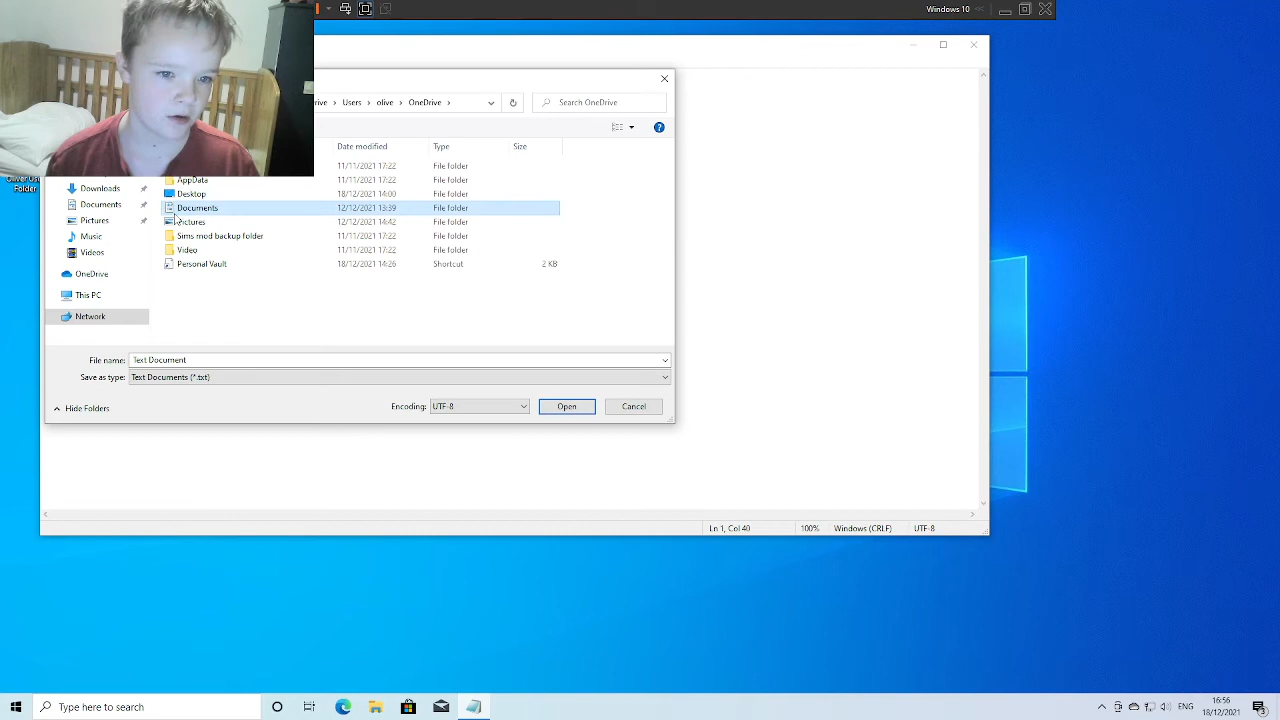 Windows 10
rive › Users › olive › OneDrive ›
Search OneDrive
Date modified Type Size
11/11/2021 17:22 File folder
AppData 11/11/2021 17:22 File folder
Desktop 18/12/2021 14:00 File folder
Documents 12/12/2021 13:39 File folder
Pictures 12/12/2021 14:42 File folder
Sims mod backup folder 11/11/2021 17:22 File folder
Video 11/11/2021 17:22 File folder
Personal Vault 18/12/2021 14:26 Shortcut 2 KB
Downloads
Documents
Pictures
Music
Videos
OneDrive
This PC
Network
Folder
File name: Text Document
Save as type: Text Documents (*.txt)
Hide Folders
Encoding: UTF-8
Open
Cancel
Ln 1, Col 40 100% Windows (CRLF) UTF-8
Type here to search
16:56
18/12/2021
3